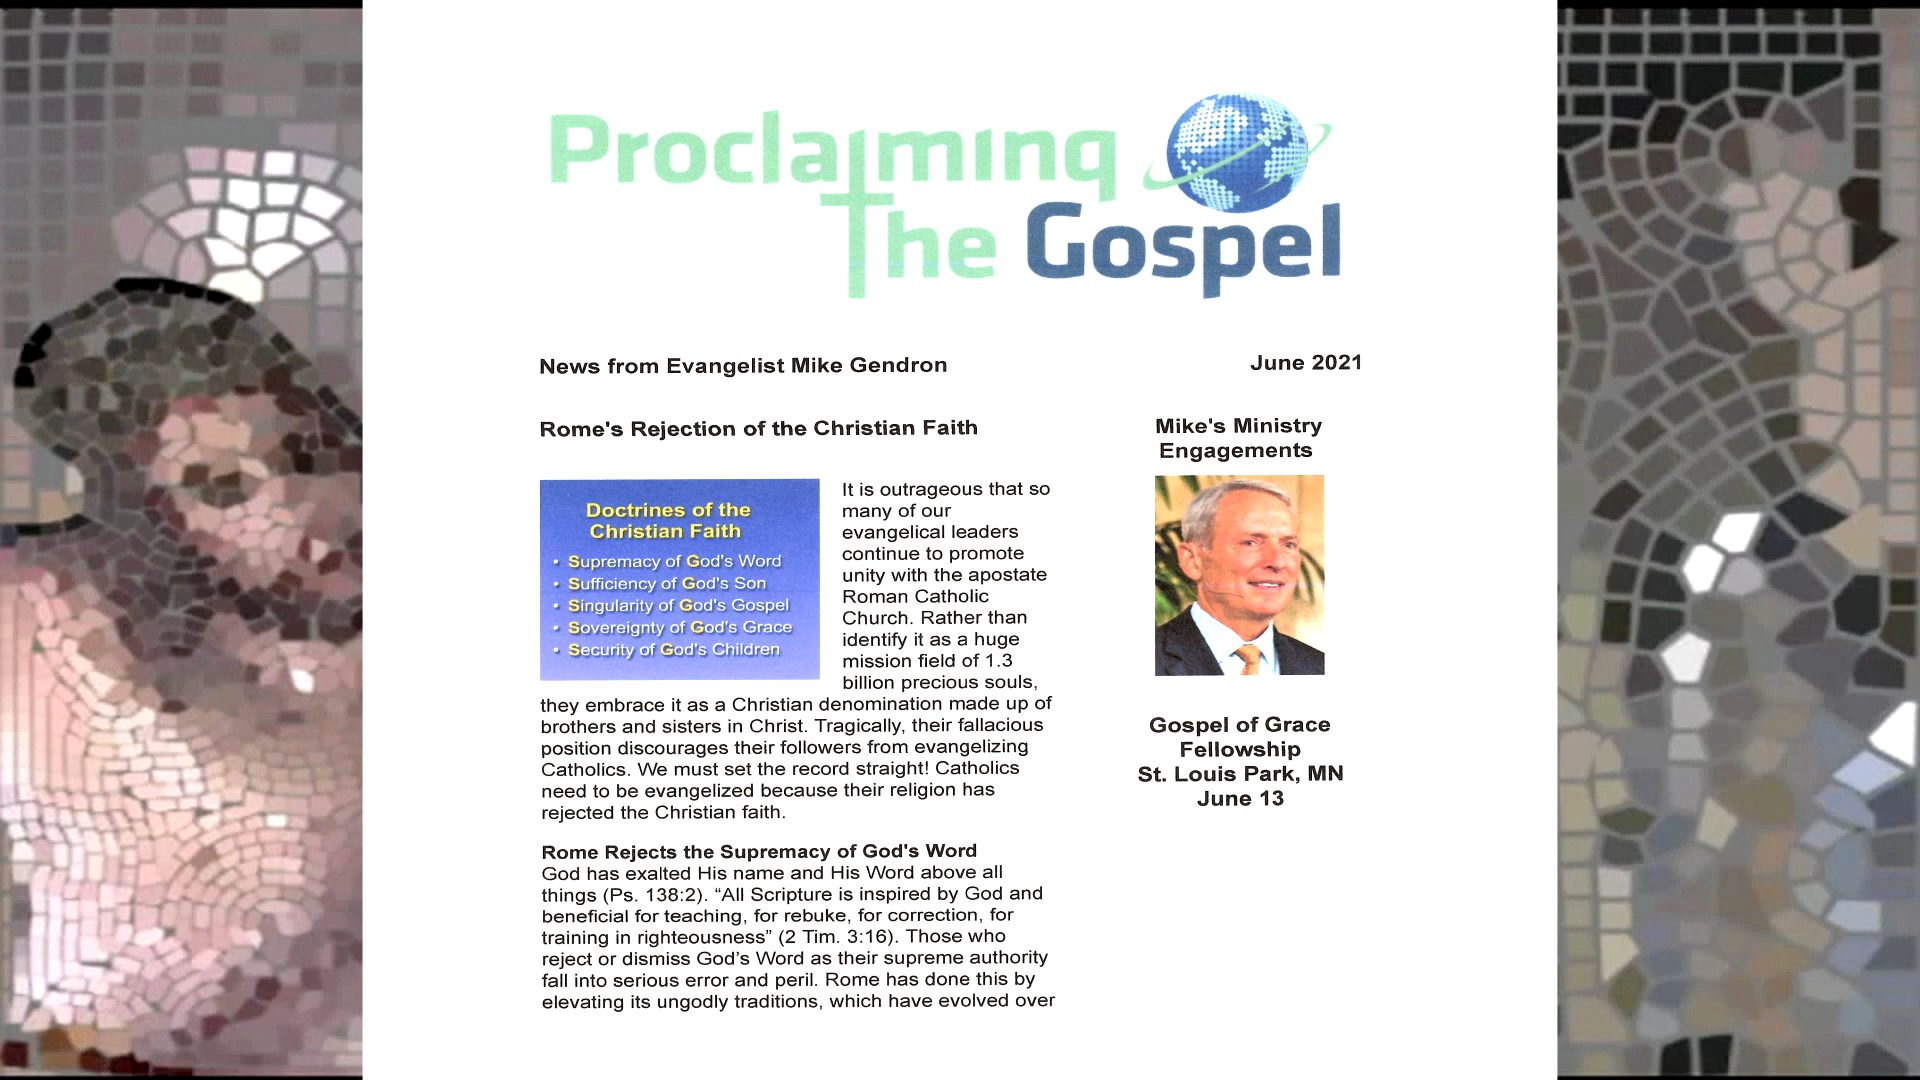 Proclaiming
The Gospel
News from Evangelist Mike Gendron
June 2021
Rome's Rejection of the Christian Faith
Doctrines of the
Christian Faith
• Supremacy of God's Word
• Sufficiency of God's Son
• Singularity of God's Gospel
• Sovereignty of God's Grace
• Security of God's Children
It is outrageous that so
many of our
evangelical leaders
continue to promote
unity with the apostate
Roman Catholic
Church. Rather than
identify it as a huge
mission field of 1.3
billion precious souls,
they embrace it as a Christian denomination made up of
brothers and sisters in Christ. Tragically, their fallacious
position discourages their followers from evangelizing
Catholics. We must set the record straight! Catholics
need to be evangelized because their religion has
rejected the Christian faith.
Rome Rejects the Supremacy of God's Word
God has exalted His name and His Word above all
things (Ps. 138:2). “All Scripture is inspired by God and
beneficial for teaching, for rebuke, for correction, for
training in righteousness” (2 Tim. 3:16). Those who
reject or dismiss God’s Word as their supreme authority
fall into serious error and peril. Rome has done this by
elevating its ungodly traditions, which have evolved over
Mike's Ministry
Engagements
Gospel of Grace
Fellowship
St. Louis Park, MN
June 13